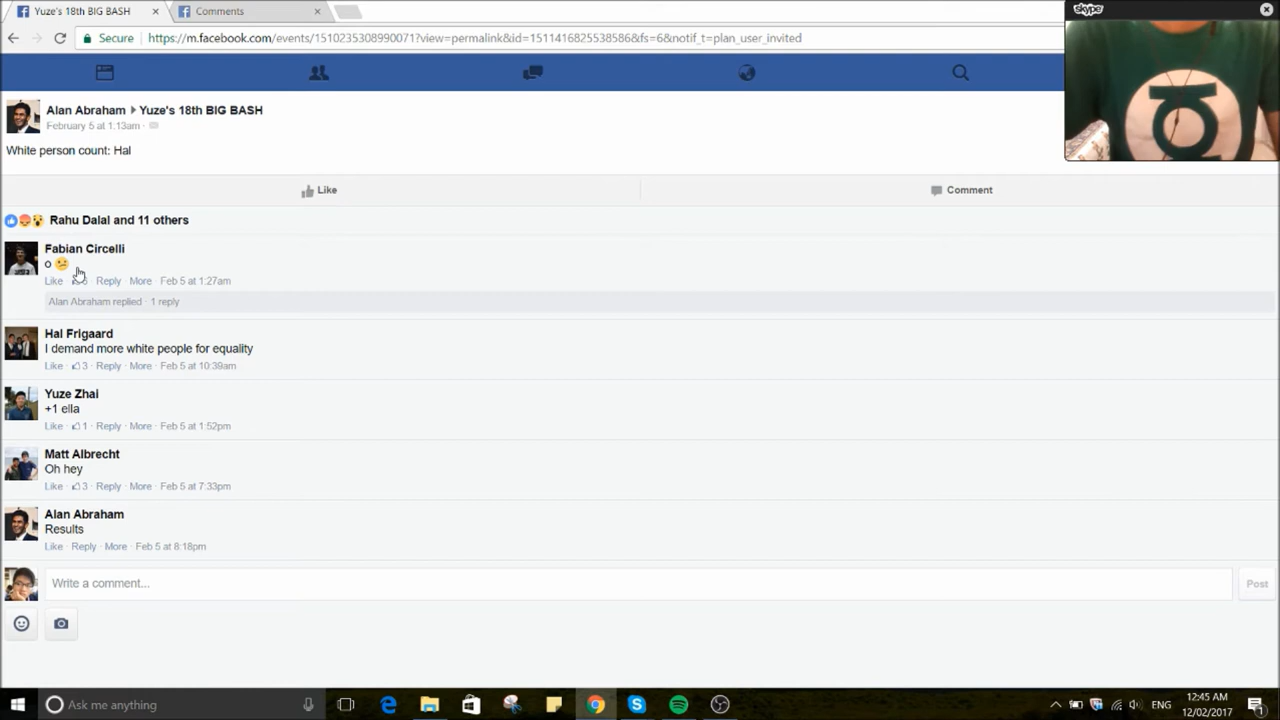 Yuze's 18th BIG BASH
Comments
skype
Secure https://m.facebook.com/events/1510235308990071?view=permalink&id=1511416825538586&fs=6&notif_t=plan_user_invited
Alan Abraham ▸ Yuze's 18th BIG BASH
February 5 at 1.13am ·
White person count: Hal
Like
Comment
Rahu Dalal and 11 others
Fabian Circelli
o 😕
Like · Reply · More · Feb 5 at 1:27am
Alan Abraham replied · 1 reply
Hal Frigaard
I demand more white people for equality
Like · 3 · Reply · More · Feb 5 at 10:39am
Yuze Zhai
+1 ella
Like · 1 · Reply · More · Feb 5 at 1:52pm
Matt Albrecht
Oh hey
Like · 3 · Reply · More · Feb 5 at 7:33pm
Alan Abraham
Results
Like · Reply · More · Feb 5 at 8:18pm
Write a comment...
Post
Ask me anything
ENG
12:45 AM
12/02/2017
1